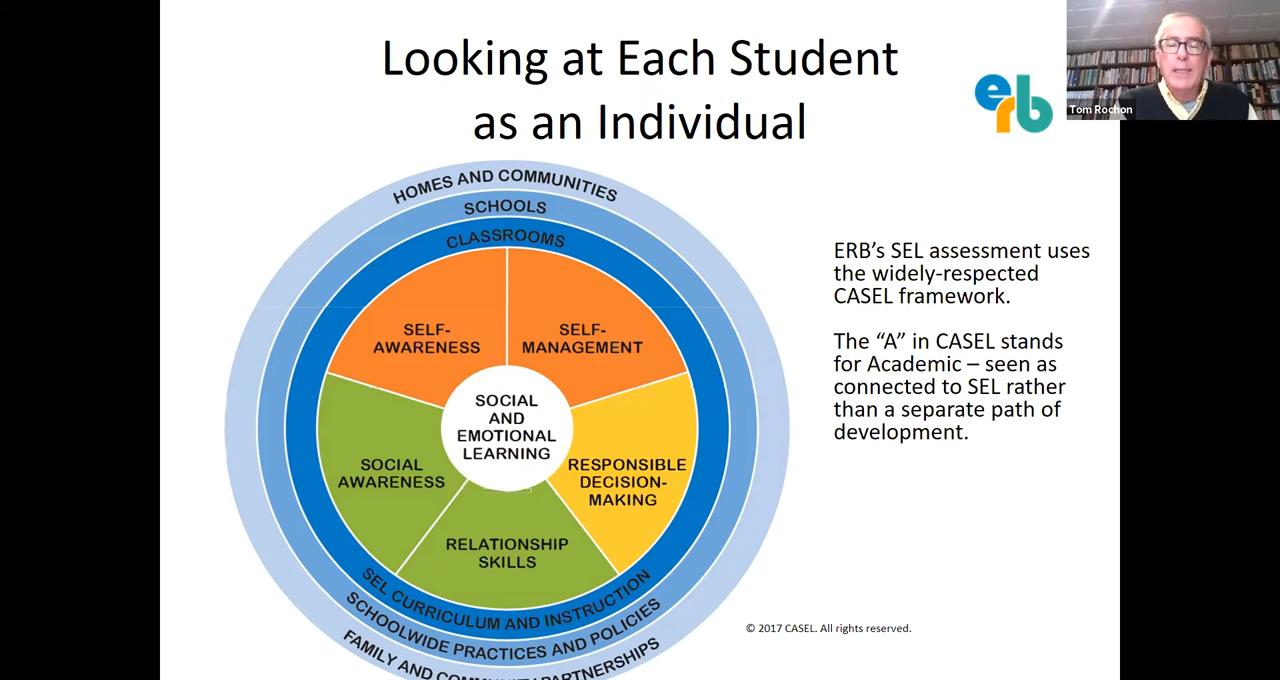 Looking at Each Student
as an Individual
erb
Tom Rochon
HOMES AND COMMUNITIES
SCHOOLS
CLASSROOMS
SELF-
AWARENESS
SELF-
MANAGEMENT
SOCIAL
AND
EMOTIONAL
LEARNING
SOCIAL
AWARENESS
RESPONSIBLE
DECISION-
MAKING
RELATIONSHIP
SKILLS
SEL CURRICULUM AND INSTRUCTION
SCHOOLWIDE PRACTICES AND POLICIES
FAMILY AND COMMUNITY PARTNERSHIPS
ERB’s SEL assessment uses
the widely-respected
CASEL framework.
The “A” in CASEL stands
for Academic – seen as
connected to SEL rather
than a separate path of
development.
© 2017 CASEL. All rights reserved.